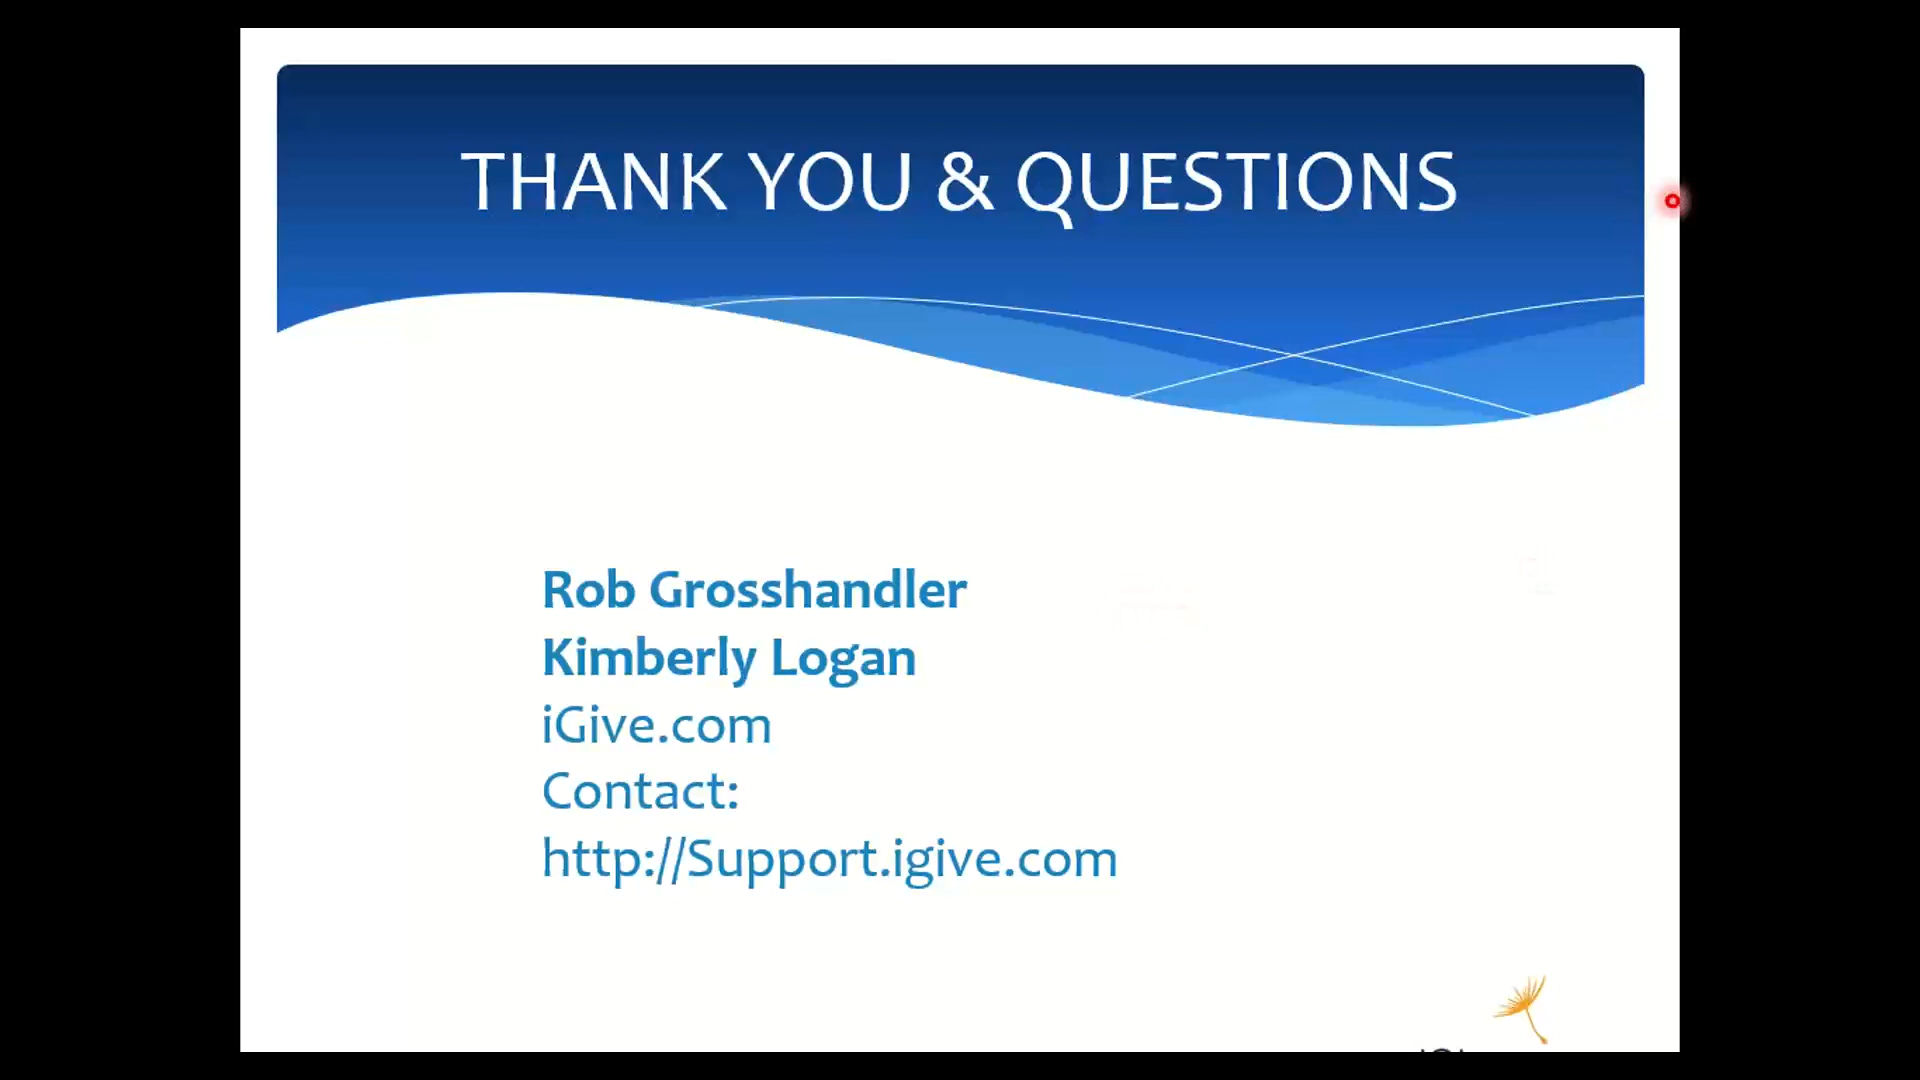 THANK YOU & QUESTIONS
Rob Grosshandler
Kimberly Logan
iGive.com
Contact:
http://Support.igive.com